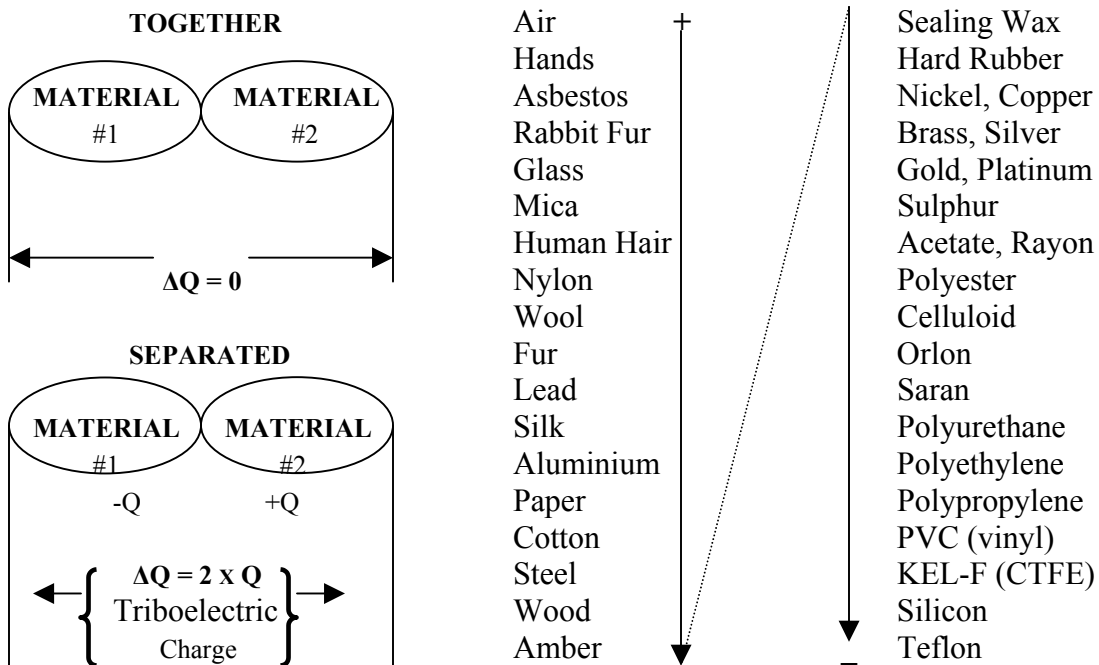 TOGETHER
MATERIAL MATERIAL
#1 #2
ΔQ = 0
SEPARATED
MATERIAL MATERIAL
#1 #2
-Q +Q
ΔQ = 2 x Q
Triboelectric
Charge
Air +
Hands
Asbestos
Rabbit Fur
Glass
Mica
Human Hair
Nylon
Wool
Fur
Lead
Silk
Aluminium
Paper
Cotton
Steel
Wood
Amber
Sealing Wax
Hard Rubber
Nickel, Copper
Brass, Silver
Gold, Platinum
Sulphur
Acetate, Rayon
Polyester
Celluloid
Orlon
Saran
Polyurethane
Polyethylene
Polypropylene
PVC (vinyl)
KEL-F (CTFE)
Silicon
– Teflon